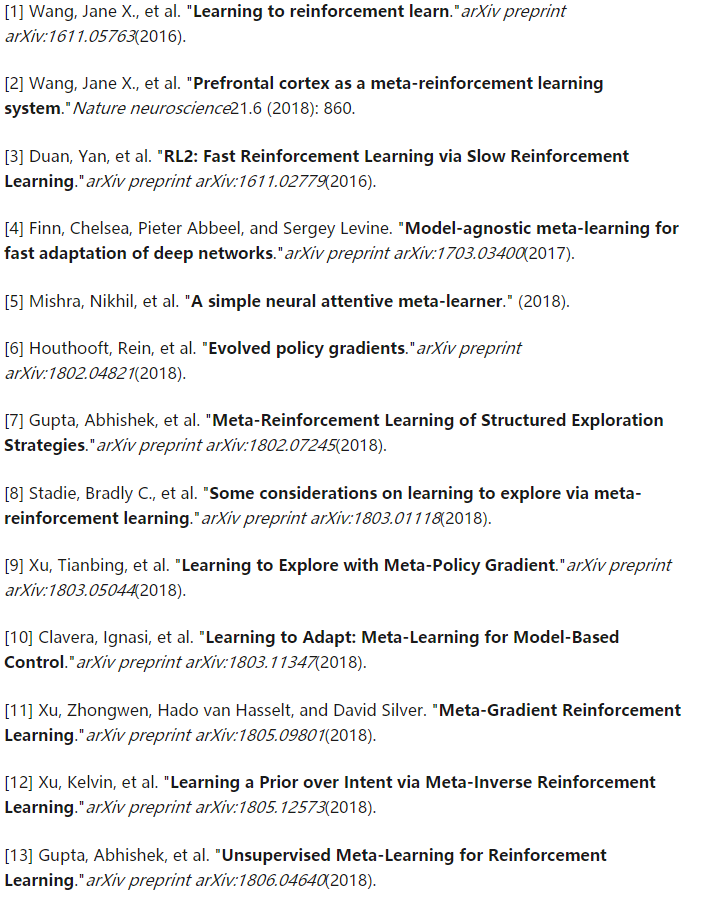 [1] Wang, Jane X., et al. "Learning to reinforcement learn."arXiv preprint
arXiv:1611.05763(2016).
[2] Wang, Jane X., et al. "Prefrontal cortex as a meta-reinforcement learning
system."Nature neuroscience21.6 (2018): 860.
[3] Duan, Yan, et al. "RL2: Fast Reinforcement Learning via Slow Reinforcement
Learning."arXiv preprint arXiv:1611.02779(2016).
[4] Finn, Chelsea, Pieter Abbeel, and Sergey Levine. "Model-agnostic meta-learning for
fast adaptation of deep networks."arXiv preprint arXiv:1703.03400(2017).
[5] Mishra, Nikhil, et al. "A simple neural attentive meta-learner." (2018).
[6] Houthooft, Rein, et al. "Evolved policy gradients."arXiv preprint
arXiv:1802.04821(2018).
[7] Gupta, Abhishek, et al. "Meta-Reinforcement Learning of Structured Exploration
Strategies."arXiv preprint arXiv:1802.07245(2018).
[8] Stadie, Bradly C., et al. "Some considerations on learning to explore via meta-
reinforcement learning."arXiv preprint arXiv:1803.01118(2018).
[9] Xu, Tianbing, et al. "Learning to Explore with Meta-Policy Gradient."arXiv preprint
arXiv:1803.05044(2018).
[10] Clavera, Ignasi, et al. "Learning to Adapt: Meta-Learning for Model-Based
Control."arXiv preprint arXiv:1803.11347(2018).
[11] Xu, Zhongwen, Hado van Hasselt, and David Silver. "Meta-Gradient Reinforcement
Learning."arXiv preprint arXiv:1805.09801(2018).
[12] Xu, Kelvin, et al. "Learning a Prior over Intent via Meta-Inverse Reinforcement
Learning."arXiv preprint arXiv:1805.12573(2018).
[13] Gupta, Abhishek, et al. "Unsupervised Meta-Learning for Reinforcement
Learning."arXiv preprint arXiv:1806.04640(2018).